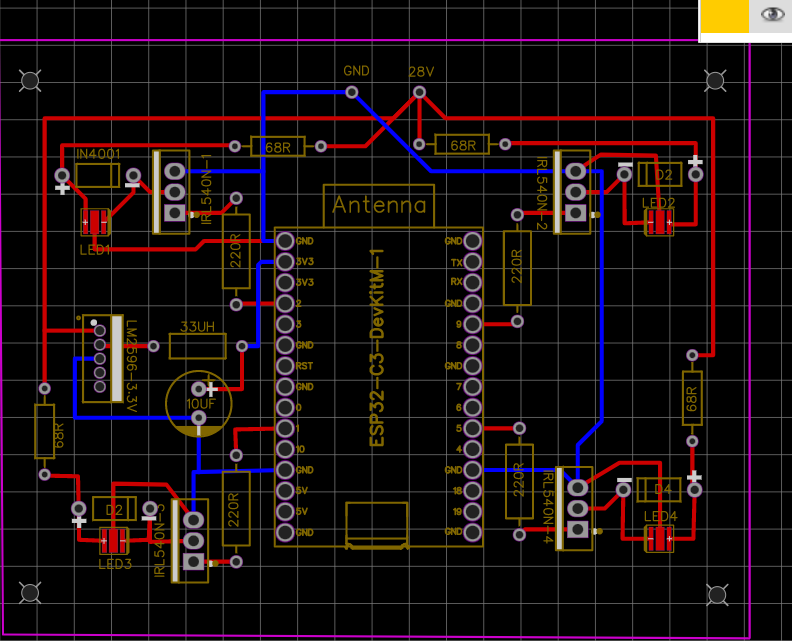 GND
28V
68R
68R
IN4001
IRL540N-1
IRL540N-2
D2
LED2
LED1
220R
220R
Antenna
ESP32-C3-DevKitM-1
GND
3V3
3V3
2
3
GND
RST
GND
0
1
10
GND
5V
5V
GND
GND
TX
RX
GND
9
8
GND
7
6
5
4
GND
18
19
GND
LM2596-3.3V
33UH
10UF
68R
68R
220R
220R
D2
LED3
IRL540N-3
IRL540N-4
D4
LED4